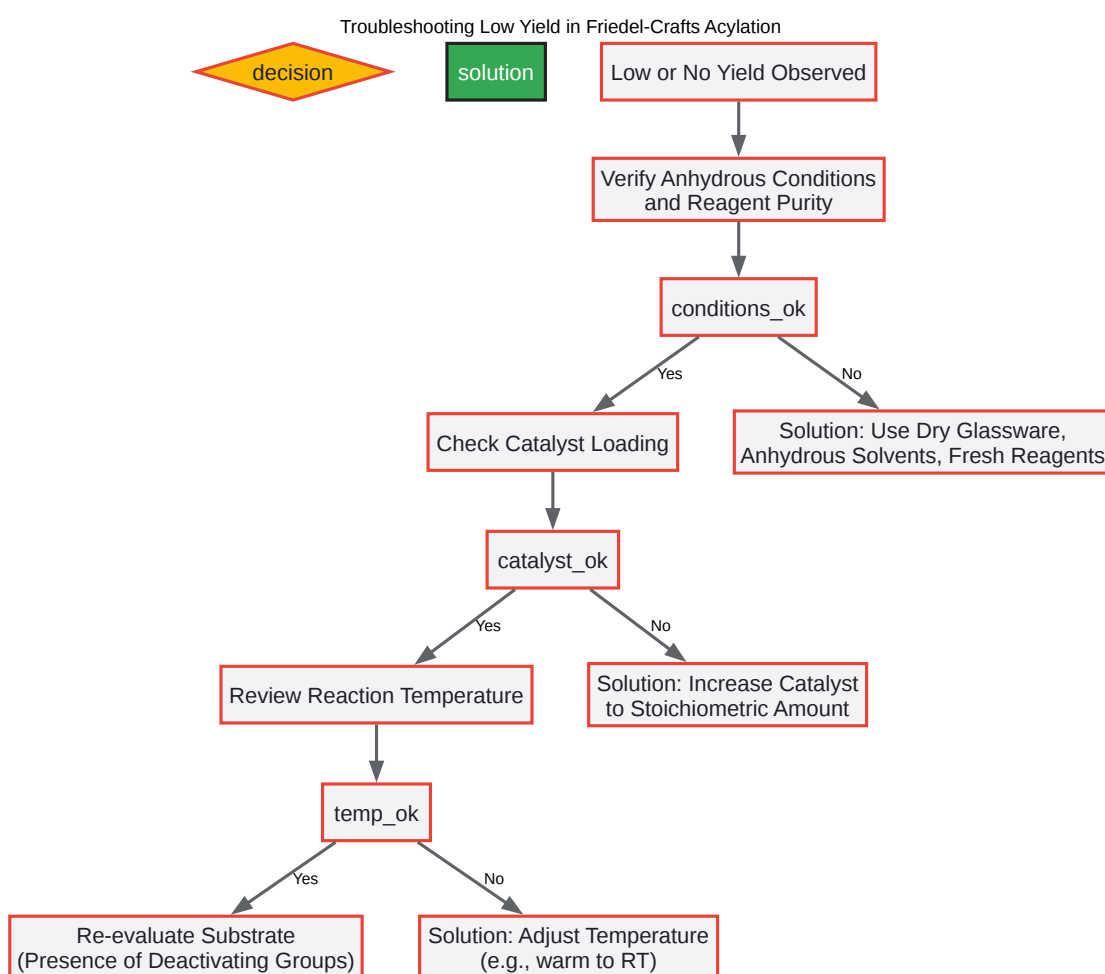 Troubleshooting Low Yield in Friedel-Crafts Acylation
decision
solution
Low or No Yield Observed
Verify Anhydrous Conditions
and Reagent Purity
conditions_ok
Yes
No
Check Catalyst Loading
Solution: Use Dry Glassware,
Anhydrous Solvents, Fresh Reagents
catalyst_ok
Yes
No
Review Reaction Temperature
Solution: Increase Catalyst
to Stoichiometric Amount
temp_ok
Yes
No
Re-evaluate Substrate
(Presence of Deactivating Groups)
Solution: Adjust Temperature
(e.g., warm to RT)